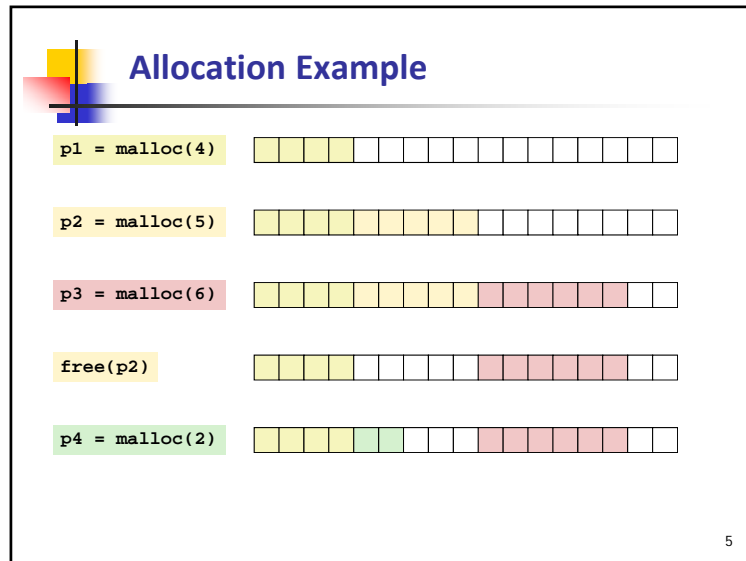 Allocation Example
p1 = malloc(4)
p2 = malloc(5)
p3 = malloc(6)
free(p2)
p4 = malloc(2)
5